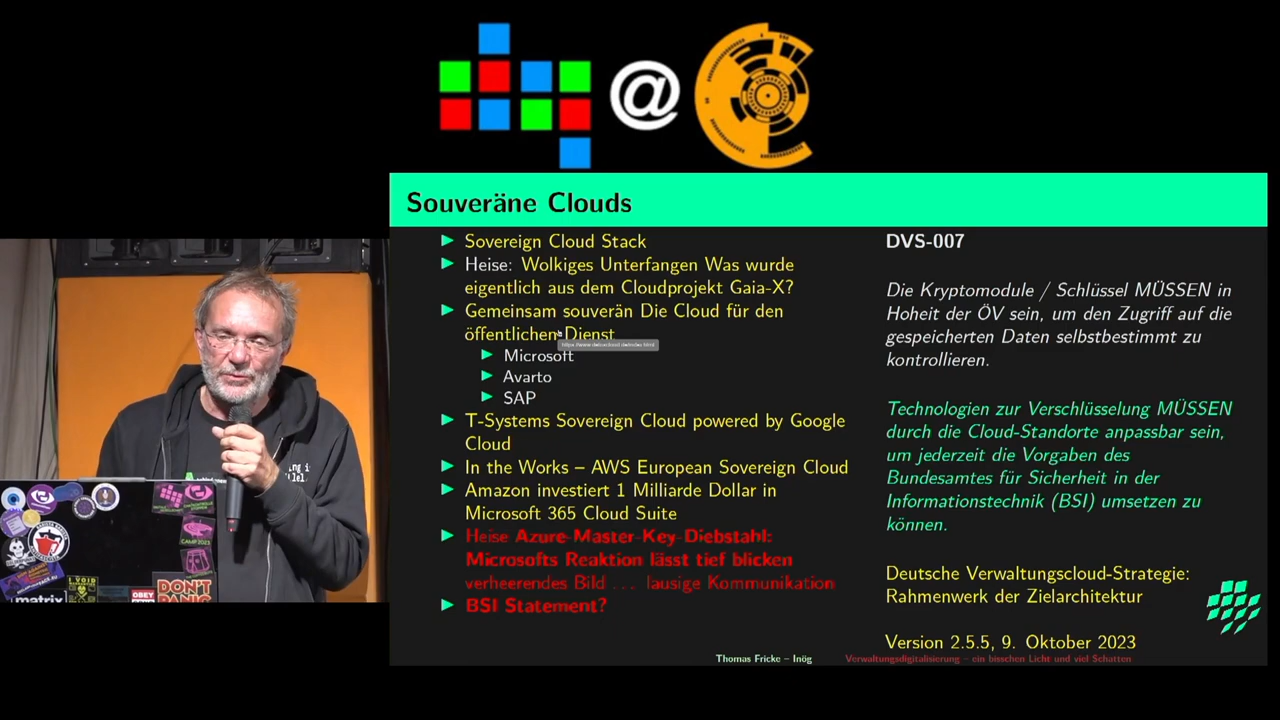 @
Souveräne Clouds
Sovereign Cloud Stack
Heise: Wolkiges Unterfangen Was wurde
eigentlich aus dem Cloudprojekt Gaia-X?
Gemeinsam souverän Die Cloud für den
öffentlichen Dienst
Microsoft
Avarto
SAP
T-Systems Sovereign Cloud powered by Google
Cloud
In the Works – AWS European Sovereign Cloud
Amazon investiert 1 Milliarde Dollar in
Microsoft 365 Cloud Suite
Heise Azure-Master-Key-Diebstahl:
Microsofts Reaktion lässt tief blicken
verheerendes Bild ... lausige Kommunikation
BSI Statement?
DVS-007
Die Kryptomodule / Schlüssel MÜSSEN in
Hoheit der ÖV sein, um den Zugriff auf die
gespeicherten Daten selbstbestimmt zu
kontrollieren.
Technologien zur Verschlüsselung MÜSSEN
durch die Cloud-Standorte anpassbar sein,
um jederzeit die Vorgaben des
Bundesamtes für Sicherheit in der
Informationstechnik (BSI) umsetzen zu
können.
Deutsche Verwaltungscloud-Strategie:
Rahmenwerk der Zielarchitektur
Version 2.5.5, 9. Oktober 2023
Thomas Fricke – Inög
Verwaltungsdigitalisierung – ein bisschen Licht und viel Schatten
CAMP 2023
I VOID
DON'T
PANIC
OBEY
matrix